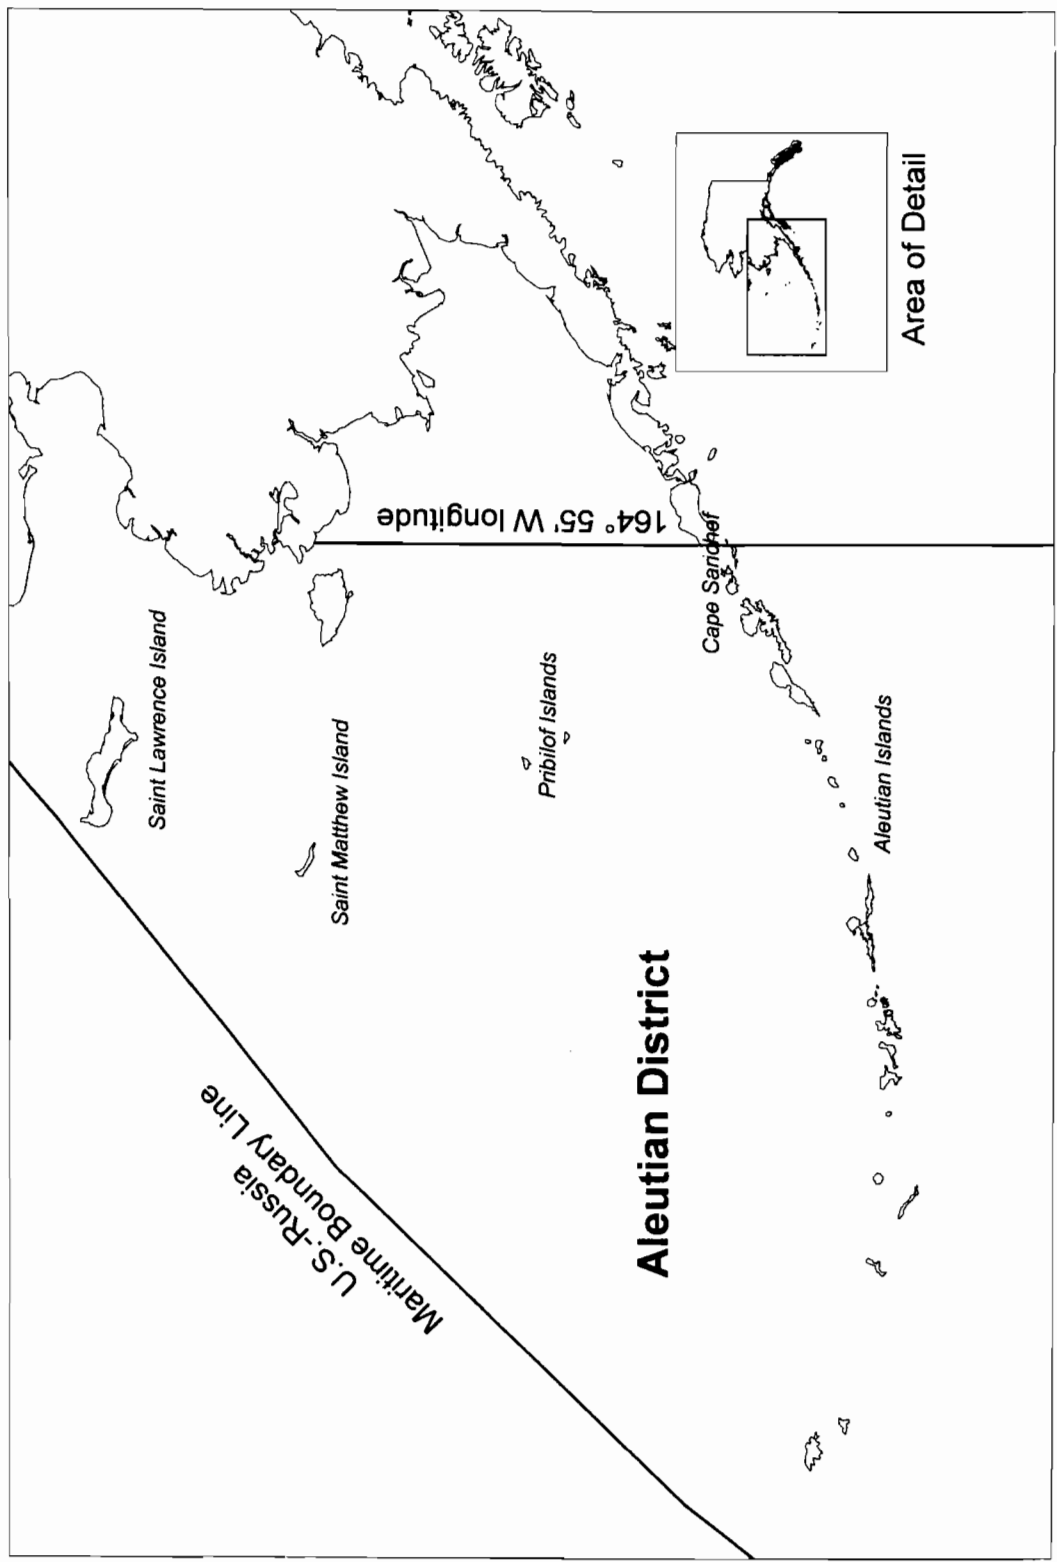 Saint Lawrence Island
Saint Matthew Island
Pribilof Islands
U.S.-Russia
Maritime Boundary Line
164° 55' W longitude
Cape Sarichef
Aleutian District
Aleutian Islands
Area of Detail